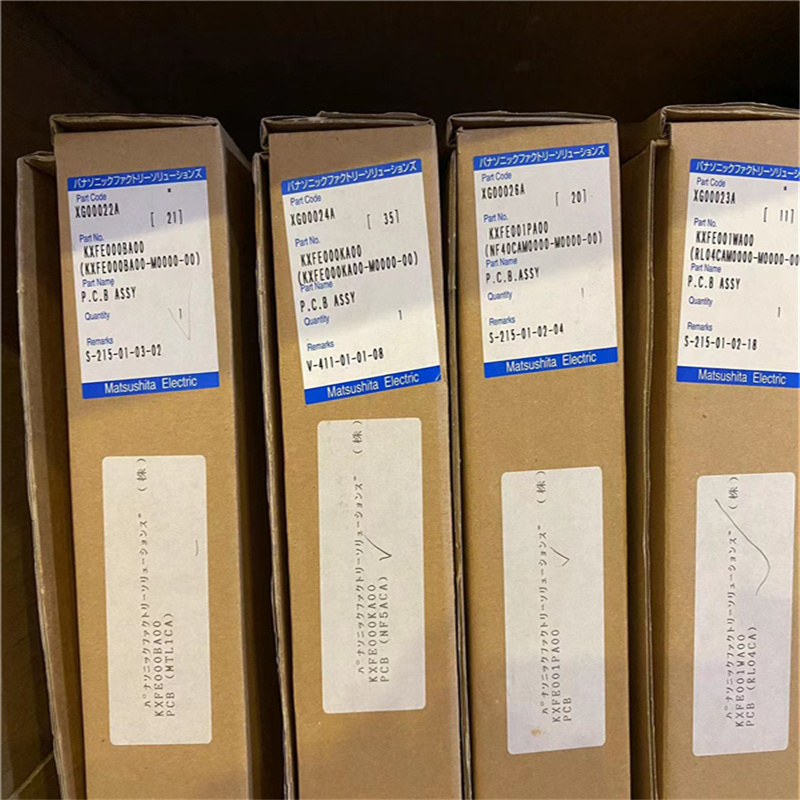 パナソニックファクトリーソリューションズ
Part Code
XG00022A
[ 21]
Part No.
KXFE000BA00
(KXFE000BA00-M0000-00)
Part Name
P.C.B ASSY
Quantity
1
Remarks
S-215-01-03-02
Matsushita Electric
パナソニックファクトリーソリューションズ (株)
KXFE000BA00
PCB (MTL1CA)
パナソニックファクトリーソリューションズ
Part Code
XG00024A
[ 35]
Part No.
KXFE000KA00
(KXFE000KA00-M0000-00)
Part Name
P.C.B ASSY
Quantity
1
Remarks
V-411-01-01-08
Matsushita Electric
パナソニックファクトリーソリューションズ (株)
KXFE000KA00
PCB (NF5ACA)
パナソニックファクトリーソリューションズ
Part Code
XG00026A
[ 20]
Part No.
KXFE001PA00
(NF40CAM0000-M0000-00)
Part Name
P.C.B ASSY
Quantity
1
Remarks
S-215-01-02-04
Matsushita Electric
パナソニックファクトリーソリューションズ (株)
KXFE001PA00
PCB
パナソニックファクトリーソリューションズ
Part Code
XG00023A
[ 11]
Part No.
KXFE001WA00
(RL04CAM0000-M0000-00
Part Name
P.C.B ASSY
Quantity
1
Remarks
S-215-01-02-18
Matsushita Electric
パナソニックファクトリーソリューションズ (株)
KXFE001WA00
PCB (RL04CA)